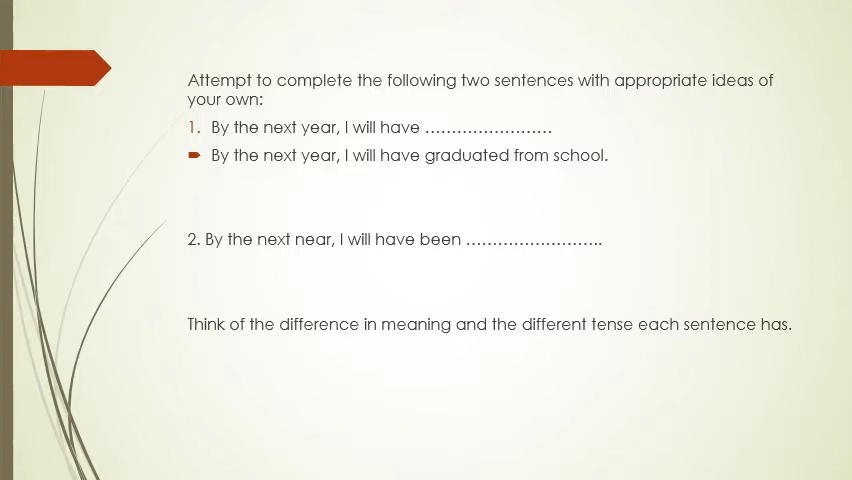 Attempt to complete the following two sentences with appropriate ideas of
your own:
1. By the next year, I will have ……………………
By the next year, I will have graduated from school.
2. By the next near, I will have been ……………………..
Think of the difference in meaning and the different tense each sentence has.